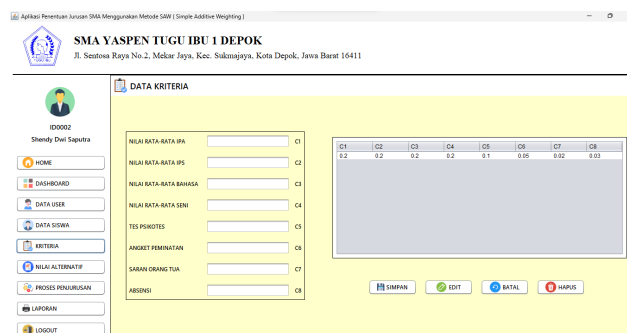 Aplikasi Penentuan Jurusan SMA Menggunakan Metode SAW ( Simple Additive Weighting )
SMA YASPEN TUGU IBU 1 DEPOK
Jl. Sentosa Raya No.2, Mekar Jaya, Kec. Sukmajaya, Kota Depok, Jawa Barat 16411
ID0002
Shendy Dwi Saputra
HOME
DASHBOARD
DATA USER
DATA SISWA
KRITERIA
NILAI ALTERNATIF
PROSES PENJURUSAN
LAPORAN
LOGOUT
DATA KRITERIA
NILAI RATA-RATA IPA C1
NILAI RATA-RATA IPS C2
NILAI RATA-RATA BAHASA C3
NILAI RATA-RATA SENI C4
TES PSIKOTES C5
ANGKET PEMINATAN C6
SARAN ORANG TUA C7
ABSENSI C8
C1 C2 C3 C4 C5 C6 C7 C8
0.2 0.2 0.2 0.2 0.1 0.05 0.02 0.03
SIMPAN EDIT BATAL HAPUS